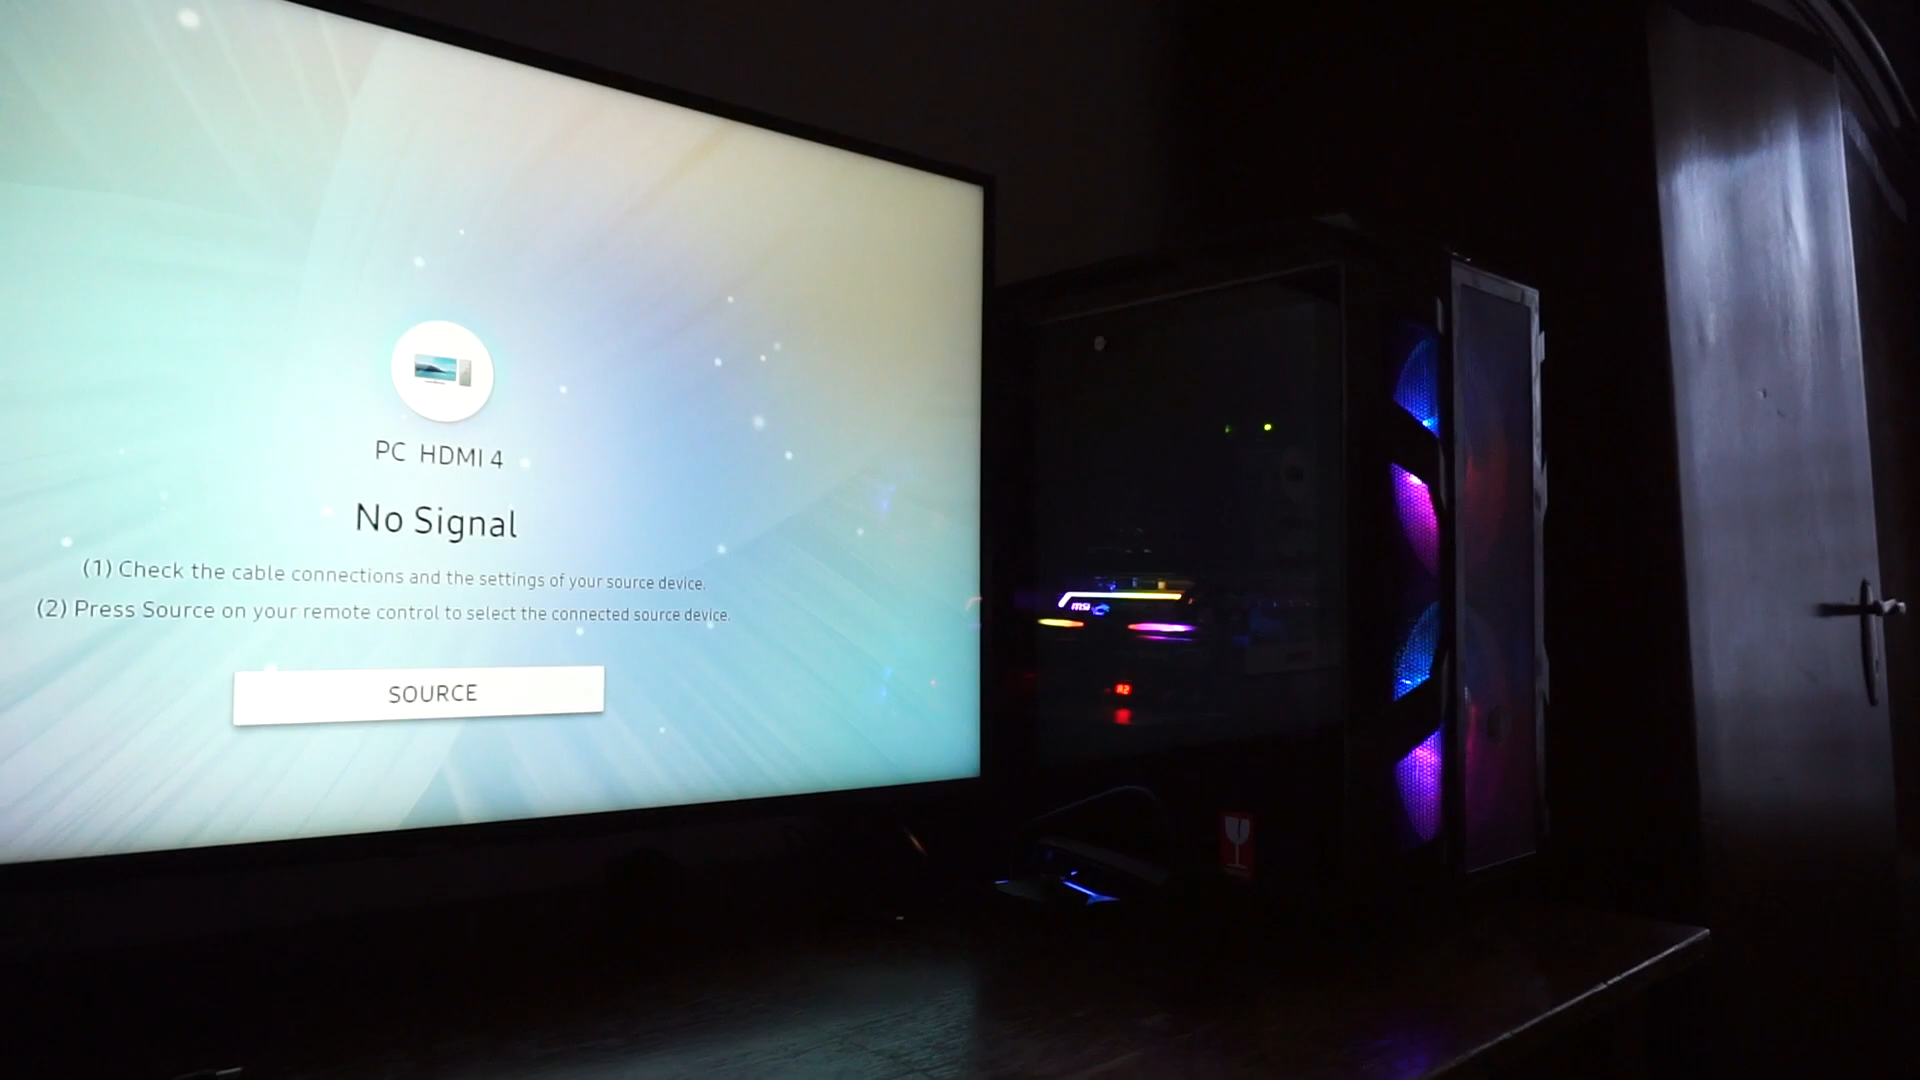 PC HDMI 4
No Signal
(1) Check the cable connections and the settings of your source device.
(2) Press Source on your remote control to select the connected source device.
SOURCE
msi